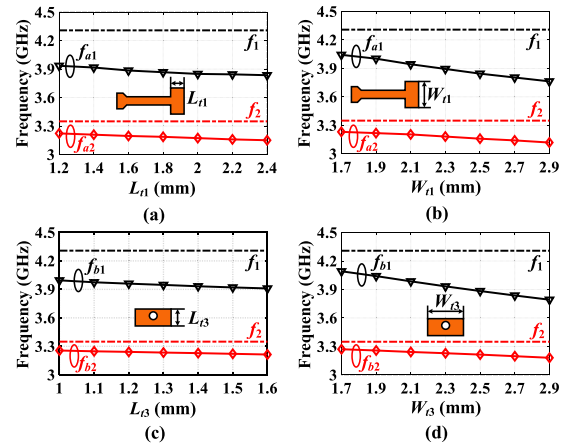 Frequency (GHz)
4.5
4.2
3.9
3.6
3.3
3
f1
fa1
Lt1
f2
fa2
1.2 1.4 1.6 1.8 2 2.2 2.4
Lt1 (mm)
(a)
Frequency (GHz)
4.5
4.2
3.9
3.6
3.3
3
f1
fa1
Wt1
f2
fa2
1.7 1.9 2.1 2.3 2.5 2.7 2.9
Wt1 (mm)
(b)
Frequency (GHz)
4.5
4.2
3.9
3.6
3.3
3
f1
fb1
Lt3
f2
fb2
1 1.1 1.2 1.3 1.4 1.5 1.6
Lt3 (mm)
(c)
Frequency (GHz)
4.5
4.2
3.9
3.6
3.3
3
f1
fb1
Wt3
f2
fb2
1.7 1.9 2.1 2.3 2.5 2.7 2.9
Wt3 (mm)
(d)